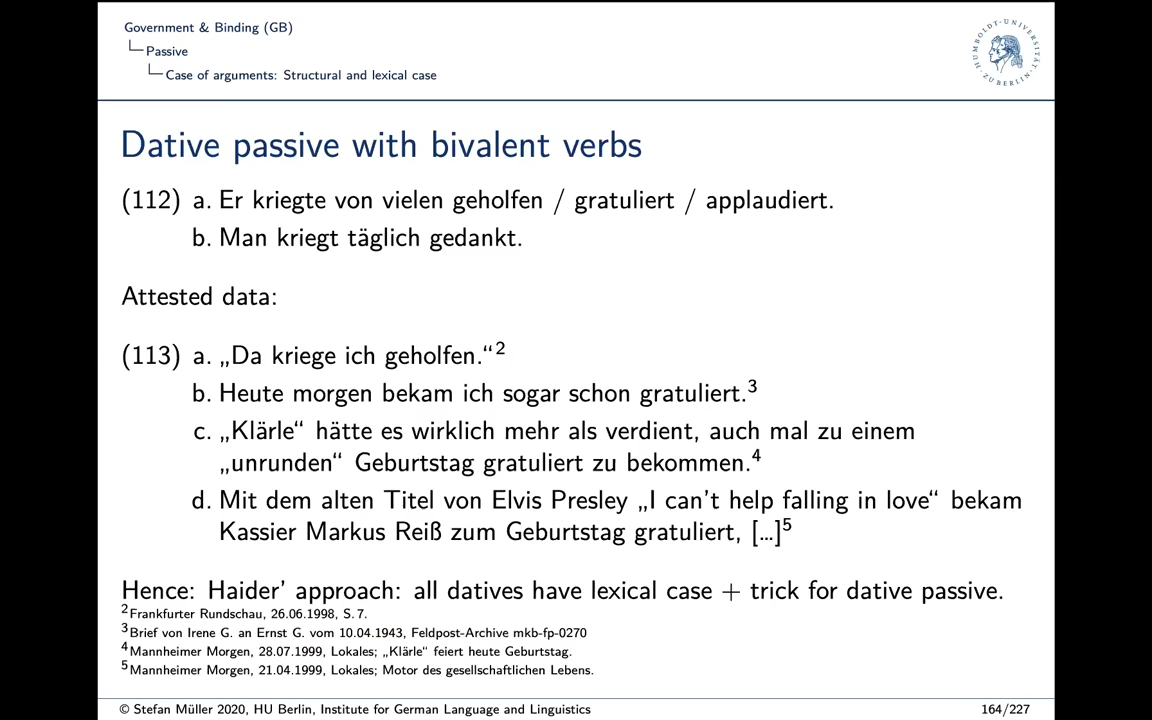 Government & Binding (GB)
Passive
Case of arguments: Structural and lexical case
HUMBOLDT-UNIVERSITÄT ZU BERLIN
Dative passive with bivalent verbs
(112) a. Er kriegte von vielen geholfen / gratuliert / applaudiert.
b. Man kriegt täglich gedankt.
Attested data:
(113) a. „Da kriege ich geholfen.“2
b. Heute morgen bekam ich sogar schon gratuliert.3
c. „Klärle“ hätte es wirklich mehr als verdient, auch mal zu einem
„unrunden“ Geburtstag gratuliert zu bekommen.4
d. Mit dem alten Titel von Elvis Presley „I can't help falling in love“ bekam
Kassier Markus Reiß zum Geburtstag gratuliert, […]5
Hence: Haider' approach: all datives have lexical case + trick for dative passive.
2Frankfurter Rundschau, 26.06.1998, S. 7.
3Brief von Irene G. an Ernst G. vom 10.04.1943, Feldpost-Archive mkb-fp-0270
4Mannheimer Morgen, 28.07.1999, Lokales; „Klärle“ feiert heute Geburtstag.
5Mannheimer Morgen, 21.04.1999, Lokales; Motor des gesellschaftlichen Lebens.
© Stefan Müller 2020, HU Berlin, Institute for German Language and Linguistics
164/227